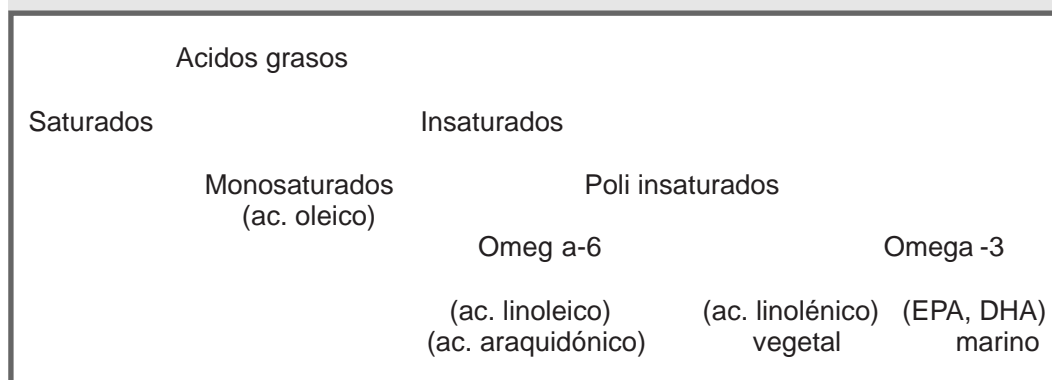 Acidos grasos
Saturados Insaturados
Monosaturados Poli insaturados
(ac. oleico)
Omeg a-6 Omega -3
(ac. linoleico) (ac. linolénico) (EPA, DHA)
(ac. araquidónico) vegetal marino